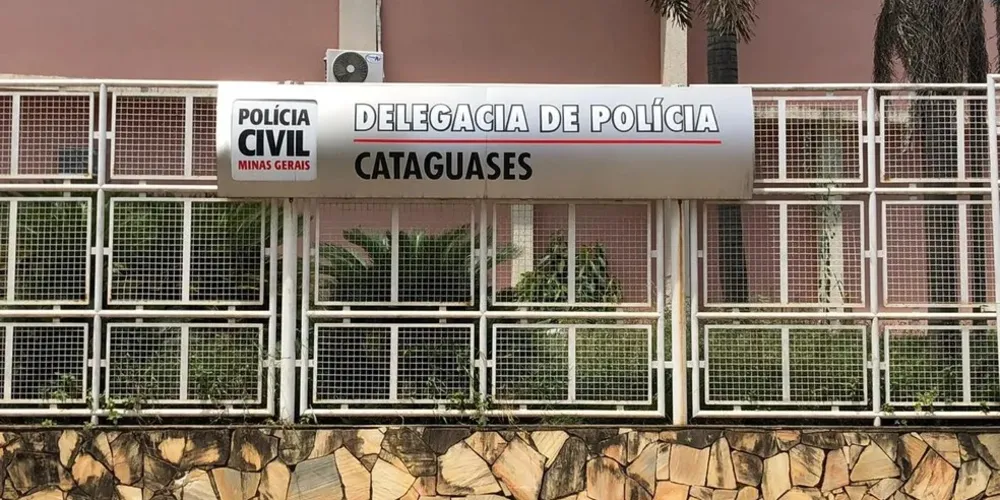 POLÍCIA
CIVIL
MINAS GERAIS
DELEGACIA DE POLÍCIA
CATAGUASES